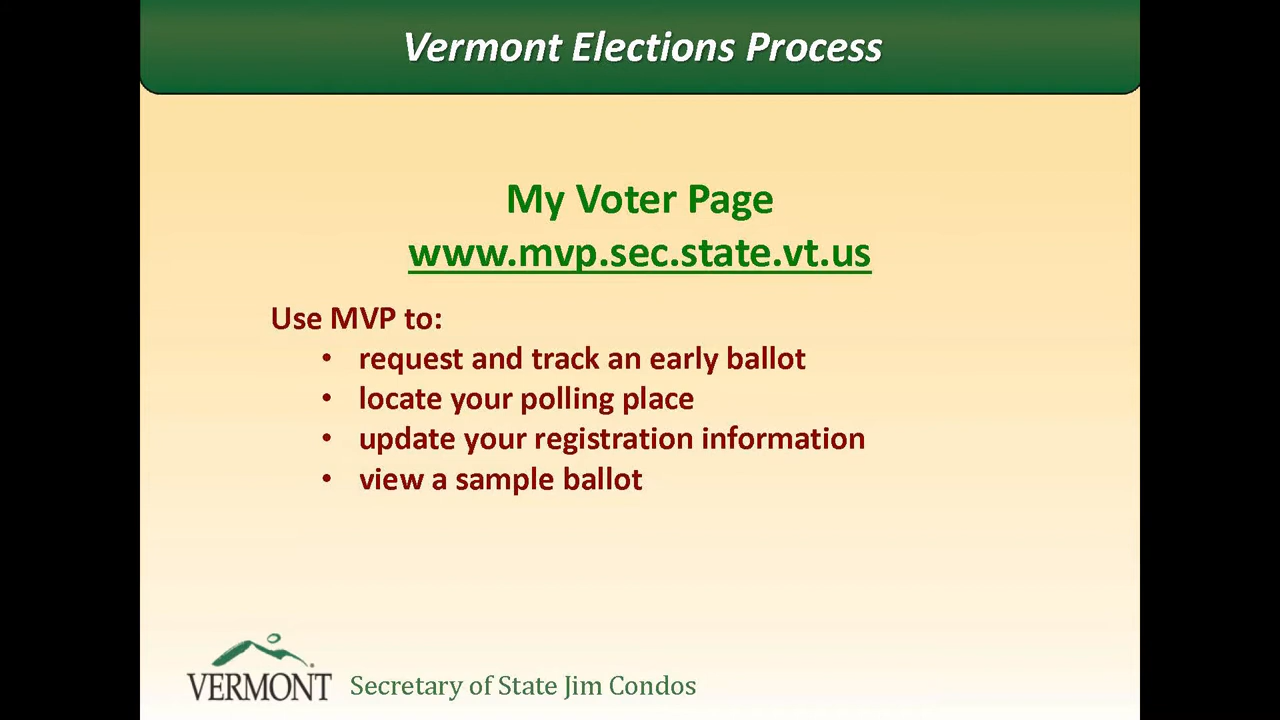 Vermont Elections Process
My Voter Page
www.mvp.sec.state.vt.us
Use MVP to:
• request and track an early ballot
• locate your polling place
• update your registration information
• view a sample ballot
VERMONT Secretary of State Jim Condos